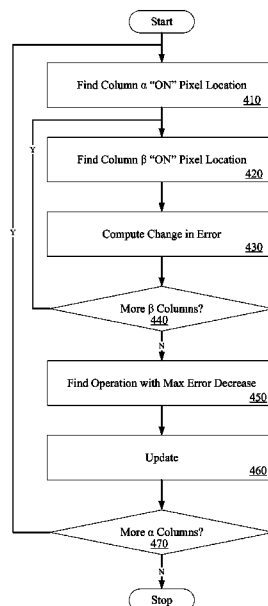 Start
Find Column α “ON” Pixel Location
410
Find Column β “ON” Pixel Location
420
Y
Y
Compute Change in Error
430
More β Columns?
440
N
Find Operation with Max Error Decrease
450
Update
460
More α Columns?
470
N
Stop